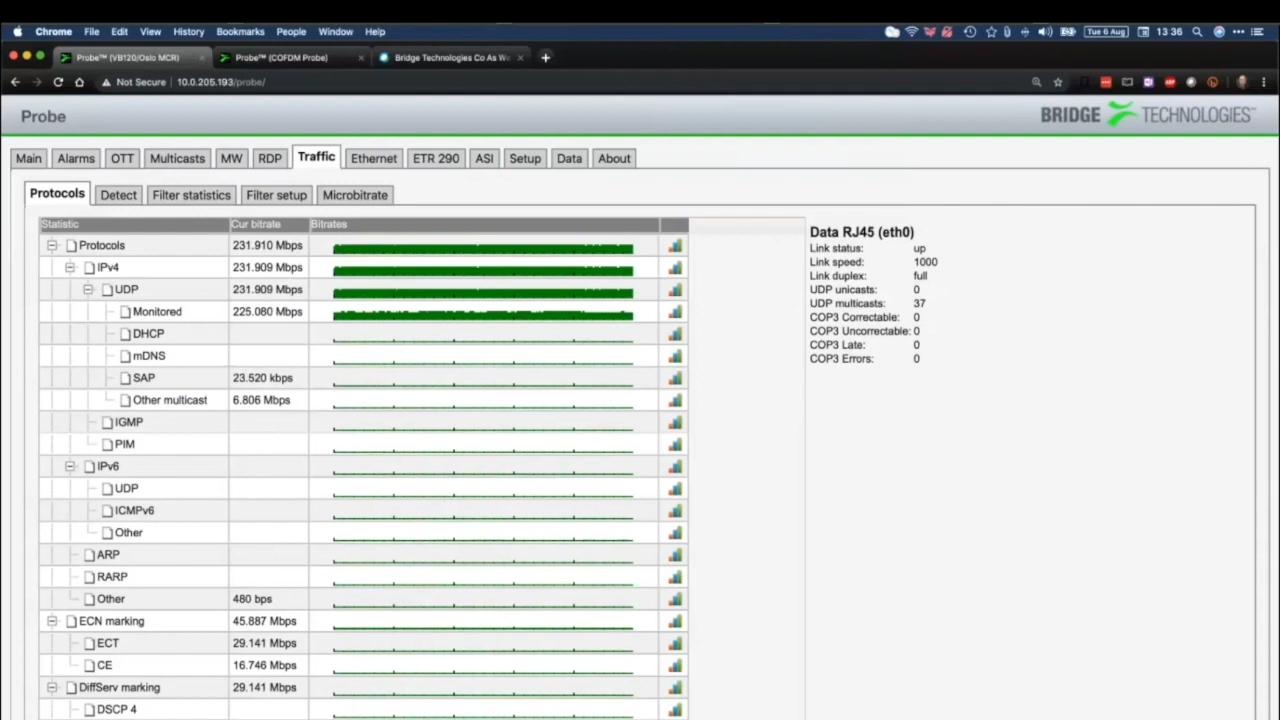 Chrome File Edit View History Bookmarks People Window Help Tue 6 Aug 13 36
Probe™ (VB120/Oslo MCR) Probe™ (COFDM Probe) Bridge Technologies Co As We
Not Secure 10.0.205.193/probe/
Probe BRIDGE TECHNOLOGIES™
Main Alarms OTT Multicasts MW RDP Traffic Ethernet ETR 290 ASI Setup Data About
Protocols Detect Filter statistics Filter setup Microbitrate
Statistic Cur bitrate Bitrates
Protocols 231.910 Mbps
IPv4 231.909 Mbps
UDP 231.909 Mbps
Monitored 225.080 Mbps
DHCP
mDNS
SAP 23.520 kbps
Other multicast 6.806 Mbps
IGMP
PIM
IPv6
UDP
ICMPv6
Other
ARP
RARP
Other 480 bps
ECN marking 45.887 Mbps
ECT 29.141 Mbps
CE 16.746 Mbps
DiffServ marking 29.141 Mbps
DSCP 4
Data RJ45 (eth0)
Link status: up
Link speed: 1000
Link duplex: full
UDP unicasts: 0
UDP multicasts: 37
COP3 Correctable: 0
COP3 Uncorrectable: 0
COP3 Late: 0
COP3 Errors: 0